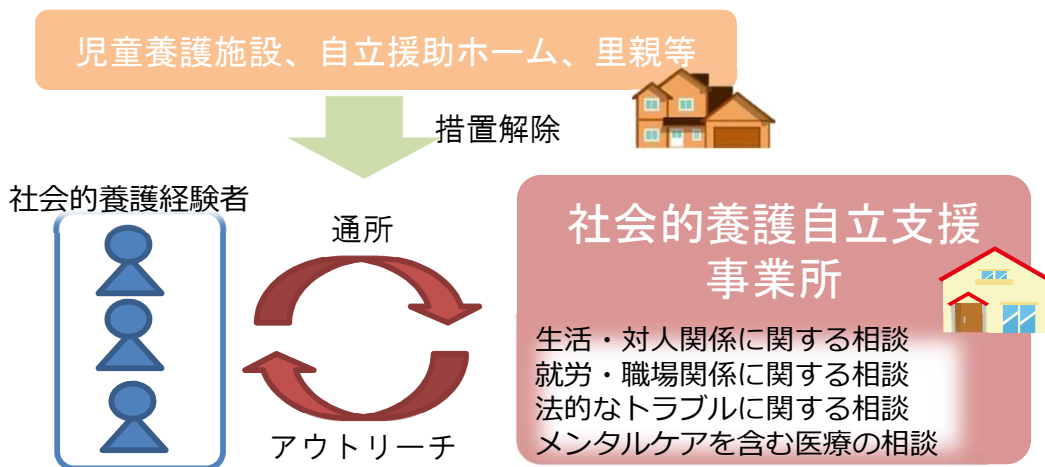 児童養護施設、自立援助ホーム、里親等
措置解除
社会的養護経験者
通所
アウトリーチ
社会的養護自立支援
事業所
生活・対人関係に関する相談
就労・職場関係に関する相談
法的なトラブルに関する相談
メンタルケアを含む医療の相談